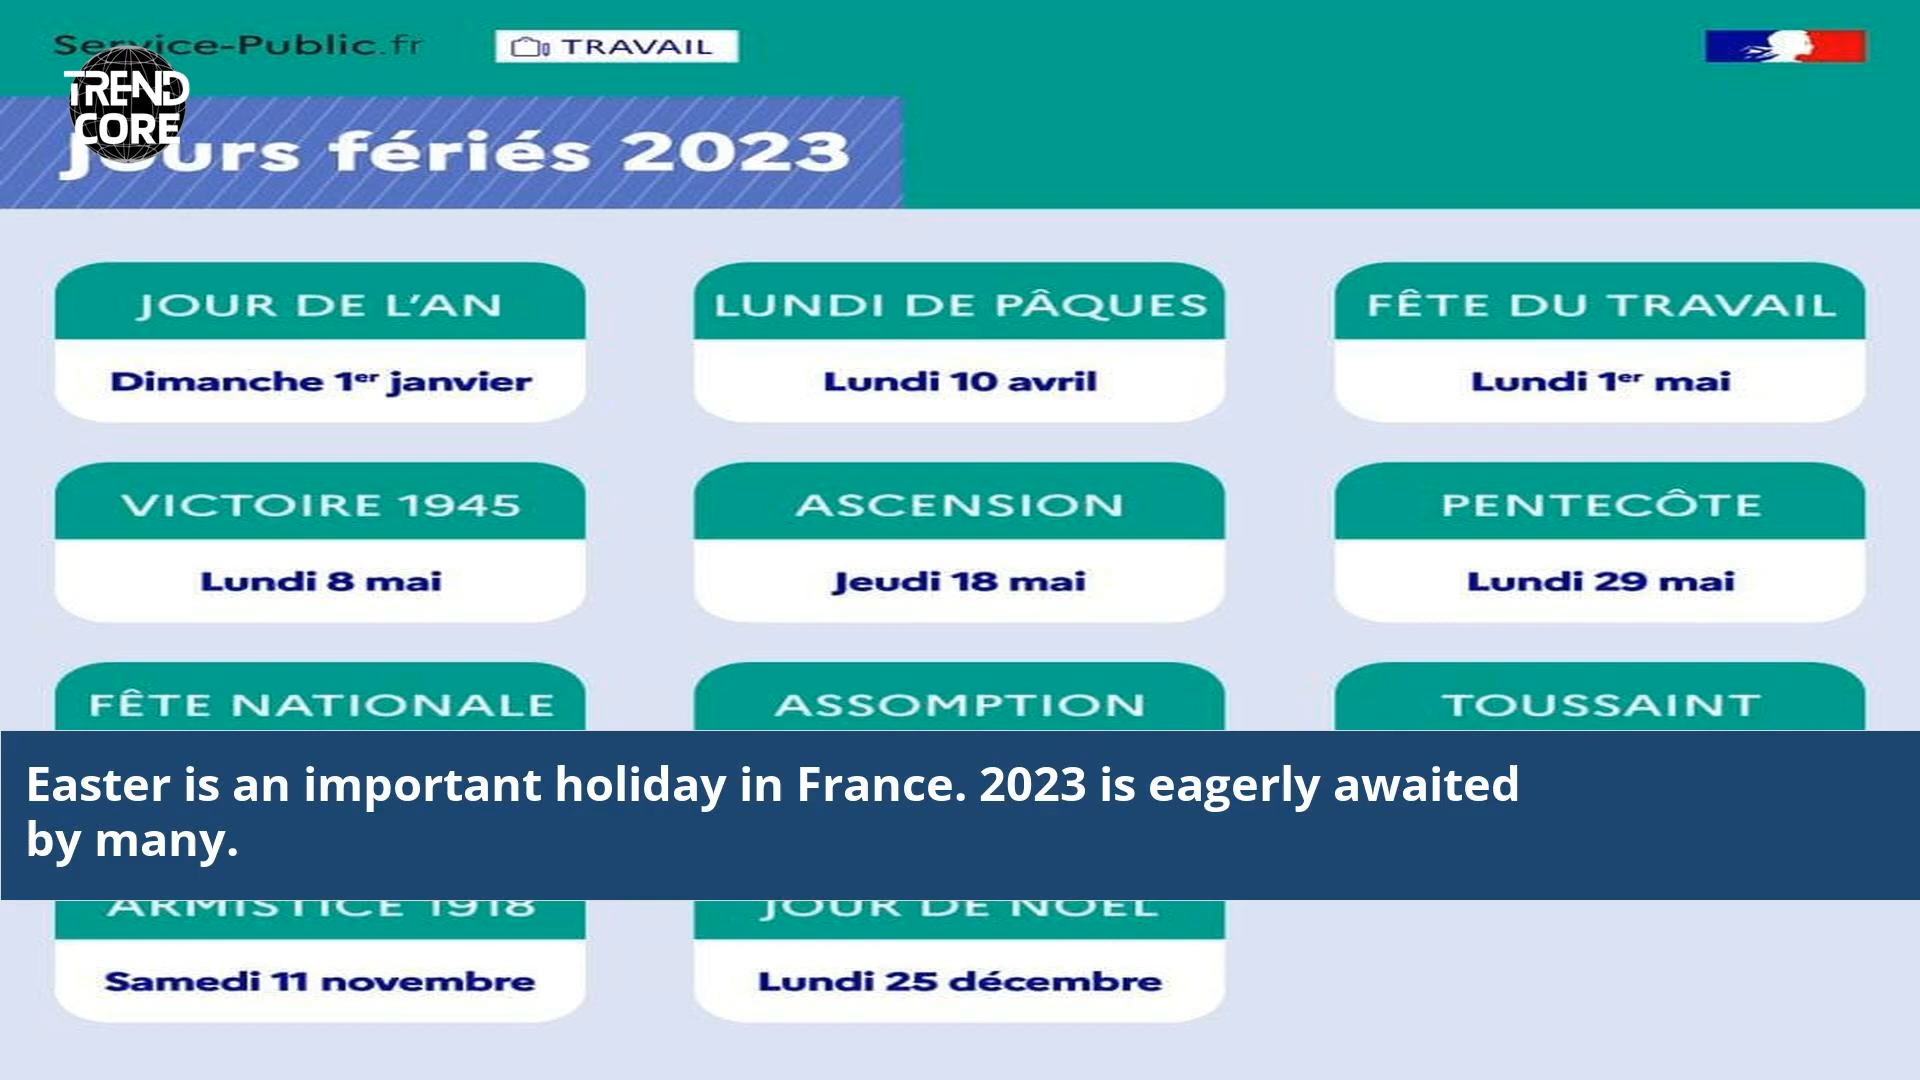 Service-Public.fr
TRAVAIL
TREND
CORE
Jours fériés 2023
JOUR DE L’AN
Dimanche 1er janvier
LUNDI DE PÂQUES
Lundi 10 avril
FÊTE DU TRAVAIL
Lundi 1er mai
VICTOIRE 1945
Lundi 8 mai
ASCENSION
Jeudi 18 mai
PENTECÔTE
Lundi 29 mai
FÊTE NATIONALE
ASSOMPTION
TOUSSAINT
Easter is an important holiday in France. 2023 is eagerly awaited
by many.
ARMISTICE 1918
Samedi 11 novembre
JOUR DE NOËL
Lundi 25 décembre